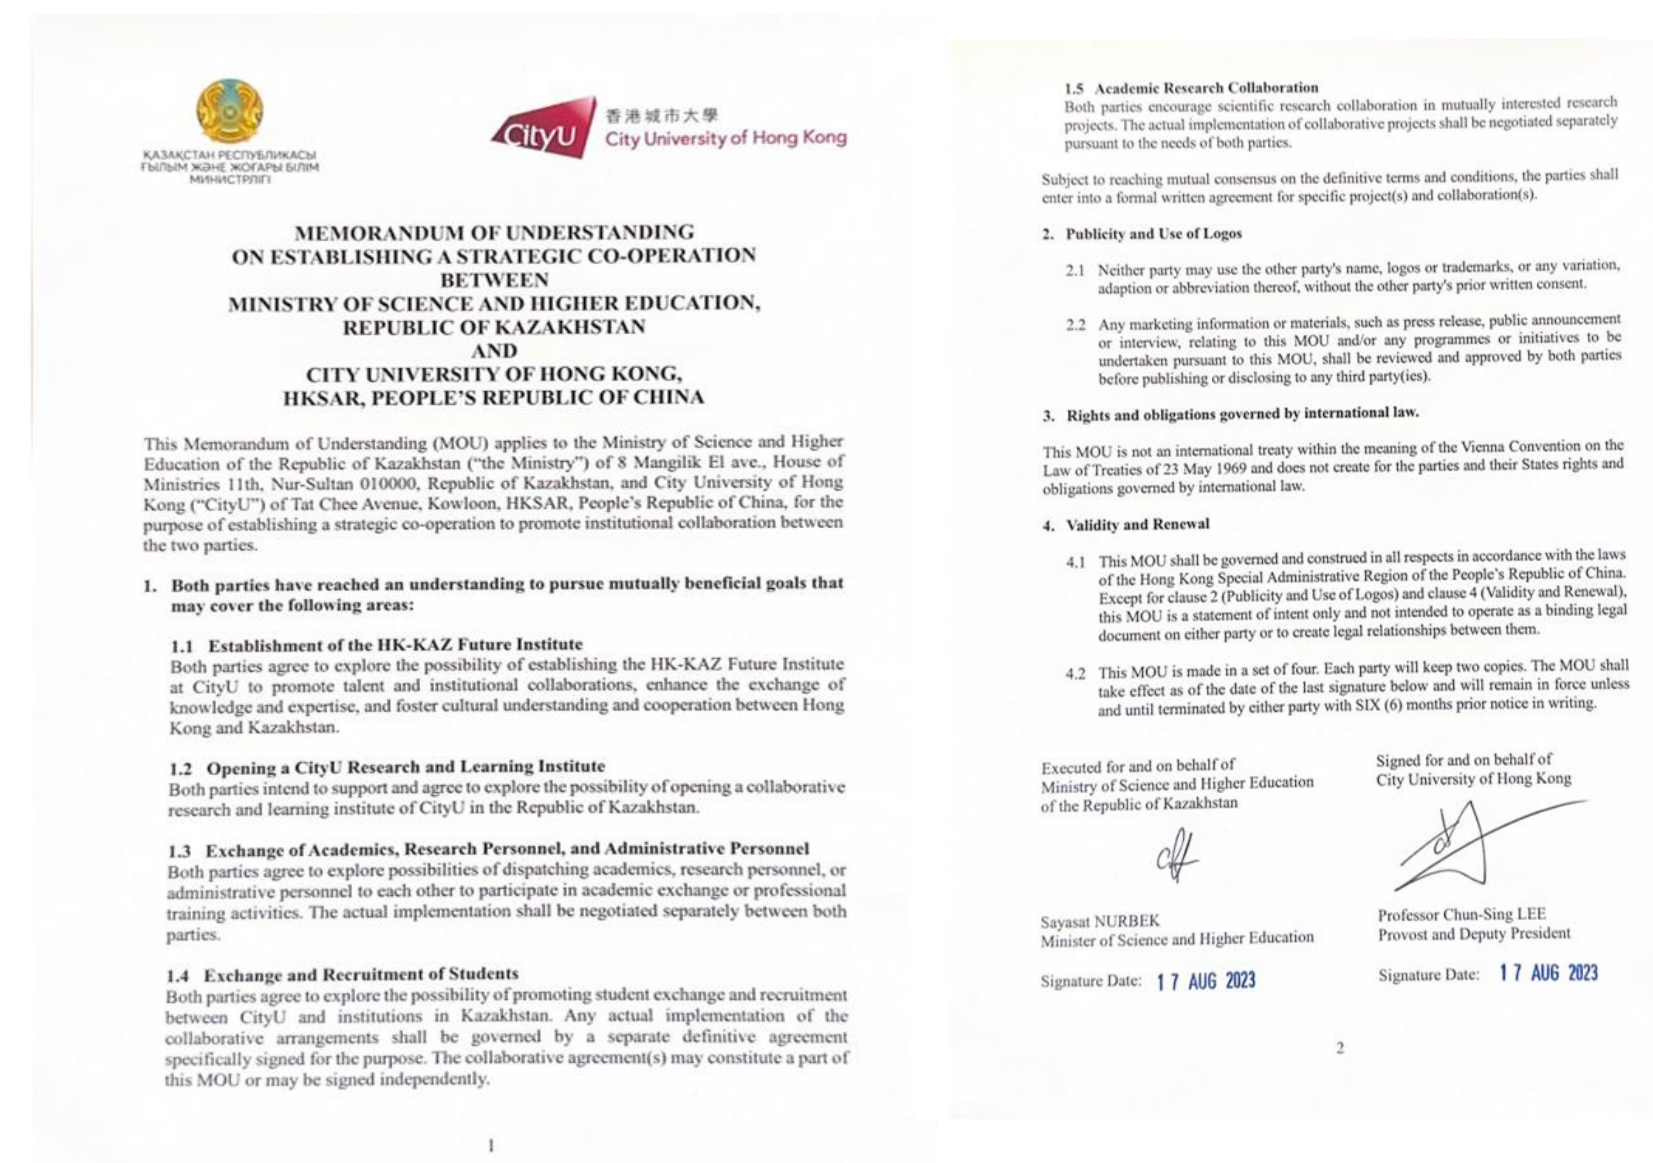 ҚАЗАҚСТАН РЕСПУБЛИКАСЫ
ҒЫЛЫМ ЖӘНЕ ЖОҒАРЫ БІЛІМ
МИНИСТРЛІГІ
CityU
香港城市大學
City University of Hong Kong
MEMORANDUM OF UNDERSTANDING
ON ESTABLISHING A STRATEGIC CO-OPERATION
BETWEEN
MINISTRY OF SCIENCE AND HIGHER EDUCATION,
REPUBLIC OF KAZAKHSTAN
AND
CITY UNIVERSITY OF HONG KONG,
HKSAR, PEOPLE'S REPUBLIC OF CHINA
This Memorandum of Understanding (MOU) applies to the Ministry of Science and Higher
Education of the Republic of Kazakhstan ("the Ministry") of 8 Mangilik El ave., House of
Ministries 11th, Nur-Sultan 010000, Republic of Kazakhstan, and City University of Hong
Kong ("CityU") of Tat Chee Avenue, Kowloon, HKSAR, People's Republic of China, for the
purpose of establishing a strategic co-operation to promote institutional collaboration between
the two parties.
1. Both parties have reached an understanding to pursue mutually beneficial goals that
may cover the following areas:
1.1 Establishment of the HK-KAZ Future Institute
Both parties agree to explore the possibility of establishing the HK-KAZ Future Institute
at CityU to promote talent and institutional collaborations, enhance the exchange of
knowledge and expertise, and foster cultural understanding and cooperation between Hong
Kong and Kazakhstan.
1.2 Opening a CityU Research and Learning Institute
Both parties intend to support and agree to explore the possibility of opening a collaborative
research and learning institute of CityU in the Republic of Kazakhstan.
1.3 Exchange of Academics, Research Personnel, and Administrative Personnel
Both parties agree to explore possibilities of dispatching academics, research personnel, or
administrative personnel to each other to participate in academic exchange or professional
training activities. The actual implementation shall be negotiated separately between both
parties.
1.4 Exchange and Recruitment of Students
Both parties agree to explore the possibility of promoting student exchange and recruitment
between CityU and institutions in Kazakhstan. Any actual implementation of the
collaborative arrangements shall be governed by a separate definitive agreement
specifically signed for the purpose. The collaborative agreement(s) may constitute a part of
this MOU or may be signed independently.
1
1.5 Academic Research Collaboration
Both parties encourage scientific research collaboration in mutually interested research
projects. The actual implementation of collaborative projects shall be negotiated separately
pursuant to the needs of both parties.
Subject to reaching mutual consensus on the definitive terms and conditions, the parties shall
enter into a formal written agreement for specific project(s) and collaboration(s).
2. Publicity and Use of Logos
2.1 Neither party may use the other party's name, logos or trademarks, or any variation,
adaption or abbreviation thereof, without the other party's prior written consent.
2.2 Any marketing information or materials, such as press release, public announcement
or interview, relating to this MOU and/or any programmes or initiatives to be
undertaken pursuant to this MOU, shall be reviewed and approved by both parties
before publishing or disclosing to any third party(ies).
3. Rights and obligations governed by international law.
This MOU is not an international treaty within the meaning of the Vienna Convention on the
Law of Treaties of 23 May 1969 and does not create for the parties and their States rights and
obligations governed by international law.
4. Validity and Renewal
4.1 This MOU shall be governed and construed in all respects in accordance with the laws
of the Hong Kong Special Administrative Region of the People's Republic of China.
Except for clause 2 (Publicity and Use of Logos) and clause 4 (Validity and Renewal),
this MOU is a statement of intent only and not intended to operate as a binding legal
document on either party or to create legal relationships between them.
4.2 This MOU is made in a set of four. Each party will keep two copies. The MOU shall
take effect as of the date of the last signature below and will remain in force unless
and until terminated by either party with SIX (6) months prior notice in writing.
Executed for and on behalf of
Ministry of Science and Higher Education
of the Republic of Kazakhstan
Sayasat NURBEK
Minister of Science and Higher Education
Signature Date: 17 AUG 2023
Signed for and on behalf of
City University of Hong Kong
Professor Chun-Sing LEE
Provost and Deputy President
Signature Date: 17 AUG 2023
2